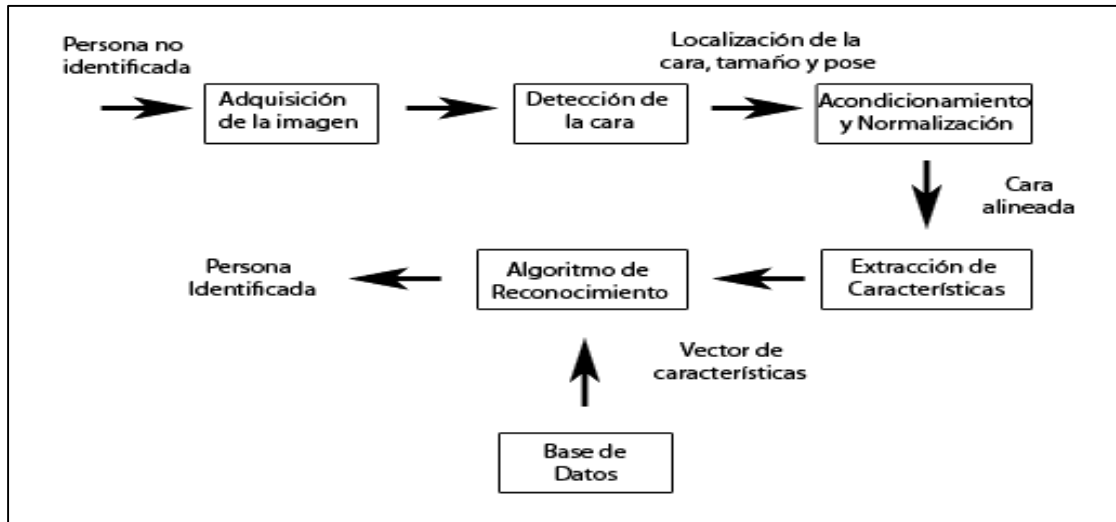 Persona no
identificada
Adquisición
de la imagen
Detección de
la cara
Localización de la
cara, tamaño y pose
Acondicionamiento
y Normalización
Cara
alineada
Extracción de
Características
Algoritmo de
Reconocimiento
Persona
Identificada
Vector de
características
Base de
Datos